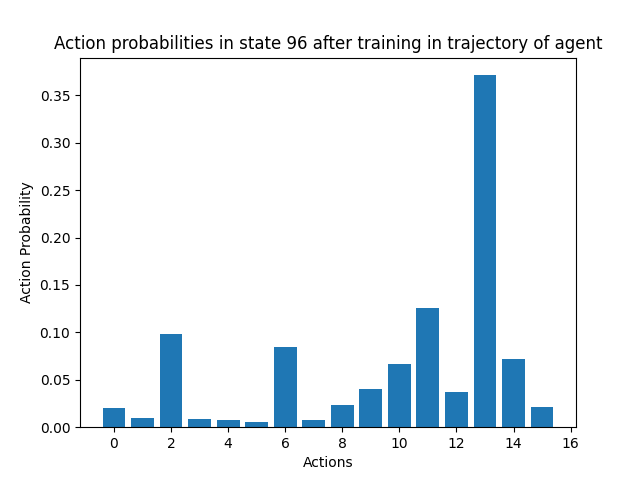 Action probabilities in state 96 after training in trajectory of agent
0.35
0.30
0.25
0.20
0.15
0.10
0.05
0.00
Action Probability
0 2 4 6 8 10 12 14 16
Actions